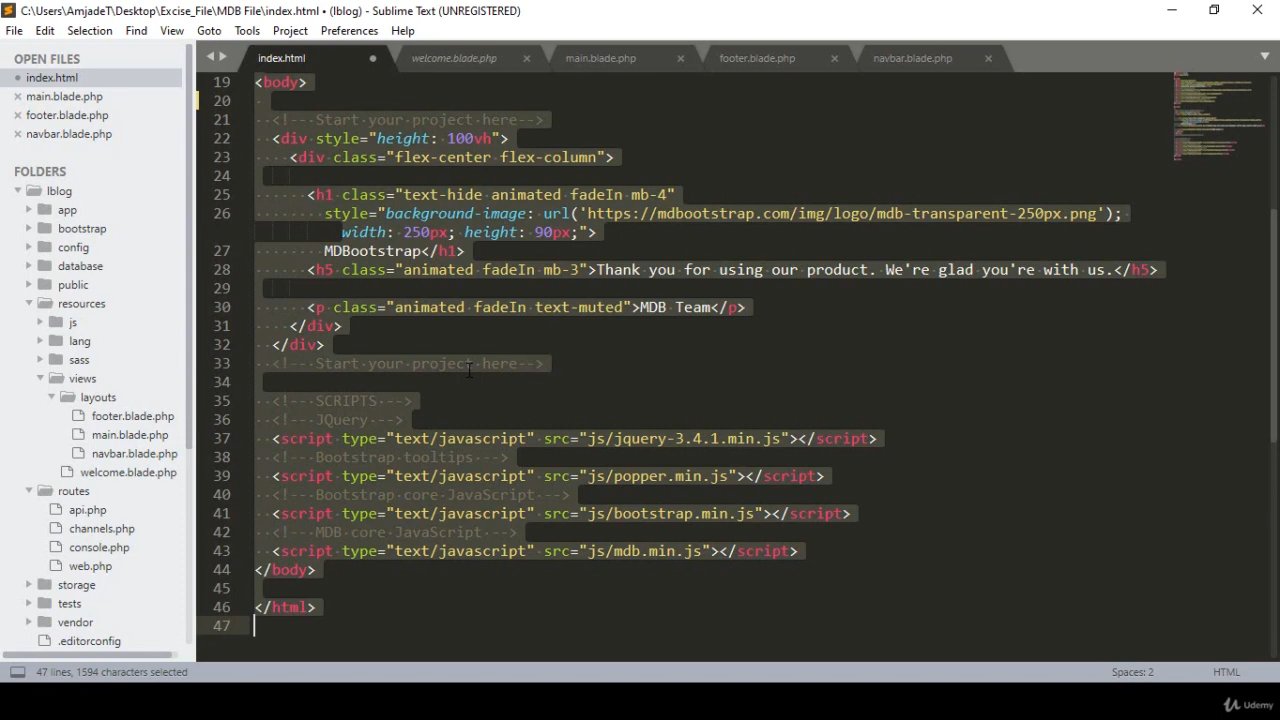 C:\Users\AmjadeT\Desktop\Excise_File\MDB File\index.html • (lblog) - Sublime Text (UNREGISTERED)
File Edit Selection Find View Goto Tools Project Preferences Help
OPEN FILES
index.html
main.blade.php
footer.blade.php
navbar.blade.php
FOLDERS
lblog
app
bootstrap
config
database
public
resources
js
lang
sass
views
layouts
footer.blade.php
main.blade.php
navbar.blade.php
welcome.blade.php
routes
api.php
channels.php
console.php
web.php
storage
tests
vendor
.editorconfig
index.html welcome.blade.php main.blade.php footer.blade.php navbar.blade.php
19 <body>
20
21 <!-- Start your project here-->
22 <div style="height: 100vh">
23 <div class="flex-center flex-column">
24
25 <h1 class="text-hide animated fadeIn mb-4"
26 style="background-image: url('https://mdbootstrap.com/img/logo/mdb-transparent-250px.png');
width: 250px; height: 90px;">
27 MDBootstrap</h1>
28 <h5 class="animated fadeIn mb-3">Thank you for using our product. We're glad you're with us.</h5>
29
30 <p class="animated fadeIn text-muted">MDB Team</p>
31 </div>
32 </div>
33 <!-- Start your project here-->
34
35 <!-- SCRIPTS -->
36 <!-- JQuery -->
37 <script type="text/javascript" src="js/jquery-3.4.1.min.js"></script>
38 <!-- Bootstrap tooltips -->
39 <script type="text/javascript" src="js/popper.min.js"></script>
40 <!-- Bootstrap core JavaScript -->
41 <script type="text/javascript" src="js/bootstrap.min.js"></script>
42 <!-- MDB core JavaScript -->
43 <script type="text/javascript" src="js/mdb.min.js"></script>
44 </body>
45
46 </html>
47
47 lines, 1594 characters selected
Spaces: 2
HTML
Udemy